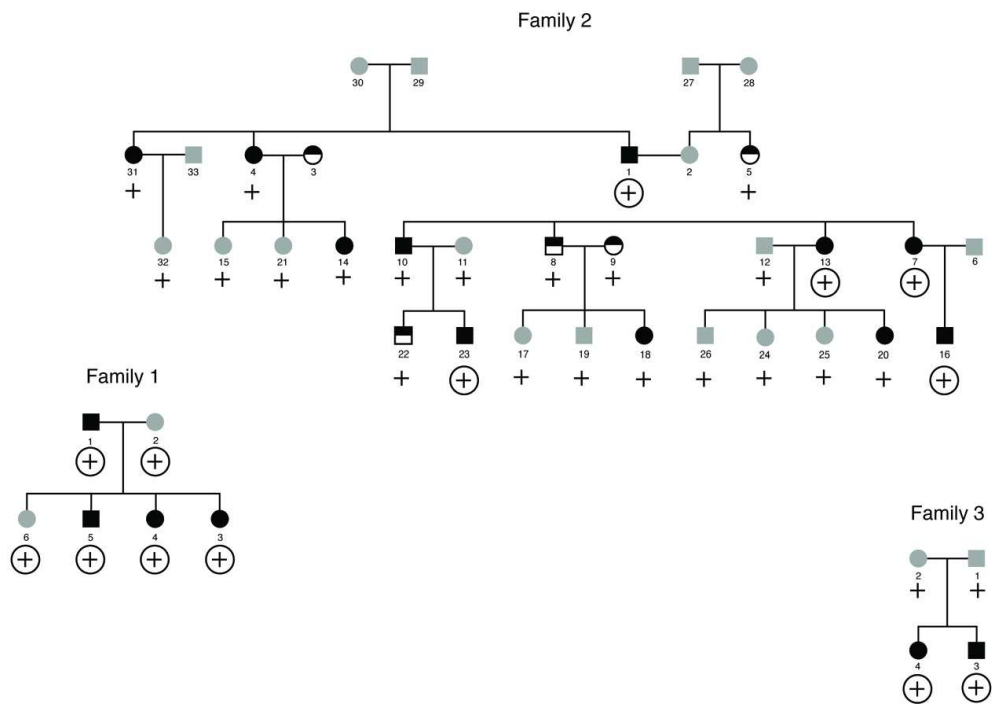 Family 2
30 29 27 28
31 33 4 3 1 2 5
+ + + +
32 15 21 14 10 11 8 9 12 13 7 6
+ + + + + + + + + + +
22 23 17 19 18 26 24 25 20 16
+ + + + + + + + + +
Family 1
1 2
+ +
6 5 4 3
+ + + +
Family 3
2 1
+ +
4 3
+ +